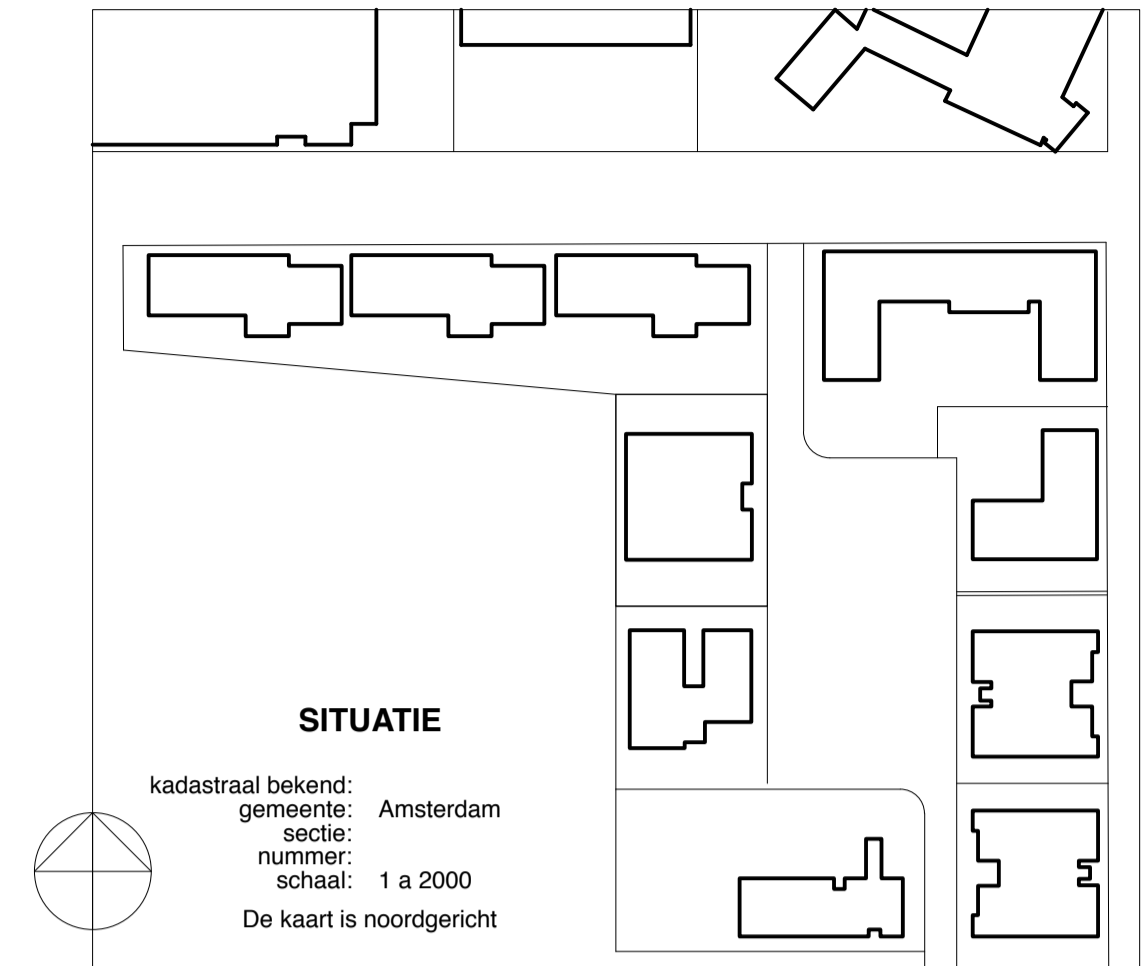 SITUATIE
kadastraal bekend:
gemeente: Amsterdam
sectie:
nummer:
schaal: 1 a 2000
De kaart is noordgericht